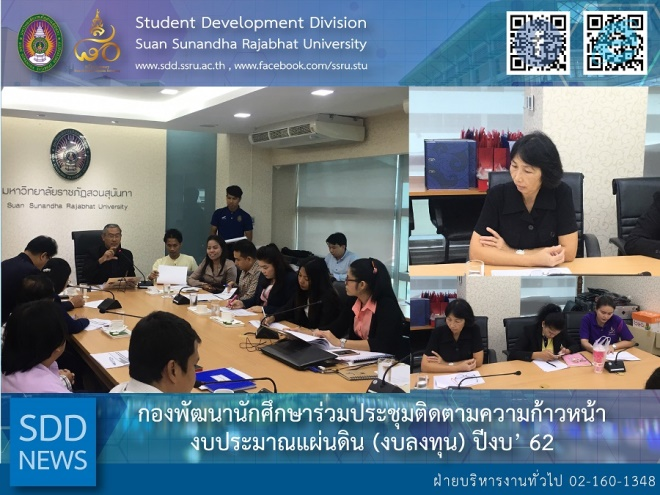 Student Development Division
Suan Sunandha Rajabhat University
www.sdd.ssru.ac.th , www.facebook.com/ssru.stu
มหาวิทยาลัยราชภัฏสวนสุนันทา
Suan Sunandha Rajabhat University
SDD
NEWS
กองพัฒนานักศึกษาร่วมประชุมติดตามความก้าวหน้า
งบประมาณแผ่นดิน (งบลงทุน) ปีงบ’ 62
ฝ่ายบริหารงานทั่วไป 02-160-1348